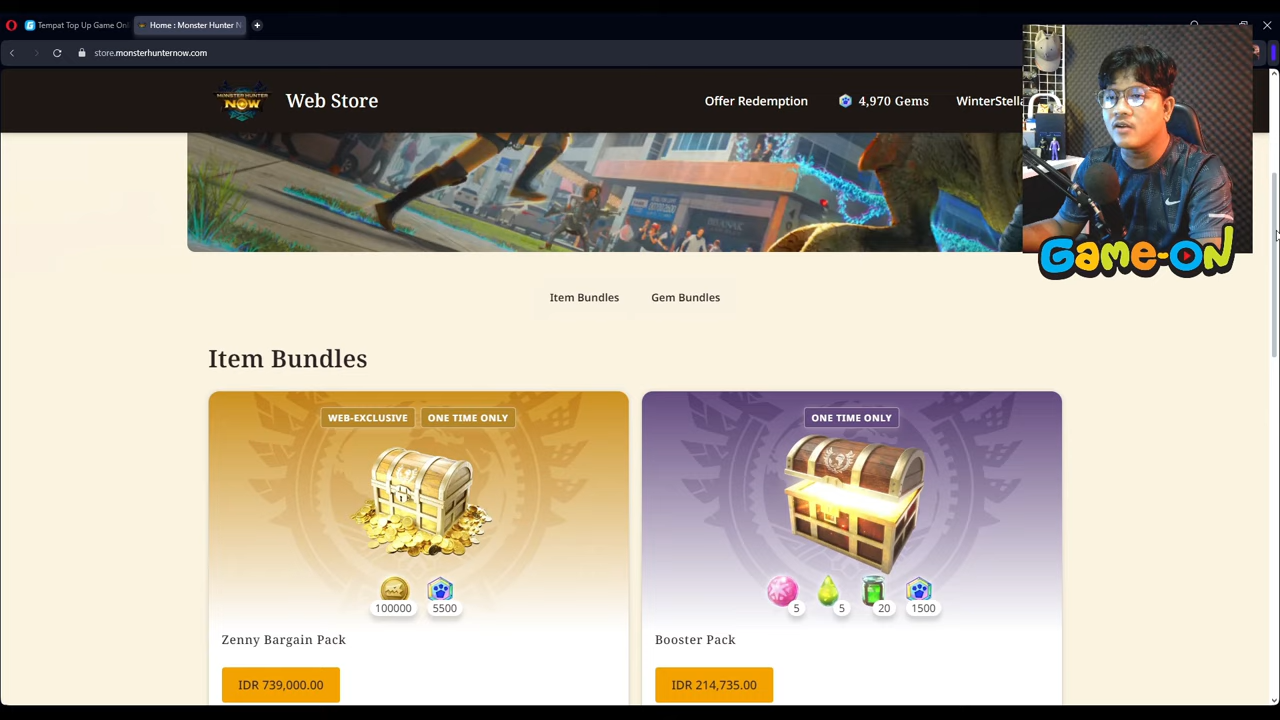 Tempat Top Up Game On
Home : Monster Hunter N
store.monsterhunternow.com
MONSTER HUNTER
NOW
Web Store
Offer Redemption
4,970 Gems
WinterStella
GAME-ON
Item Bundles
Gem Bundles
Item Bundles
WEB-EXCLUSIVE
ONE TIME ONLY
ONE TIME ONLY
100000
5500
5
5
20
1500
Zenny Bargain Pack
Booster Pack
IDR 739,000.00
IDR 214,735.00